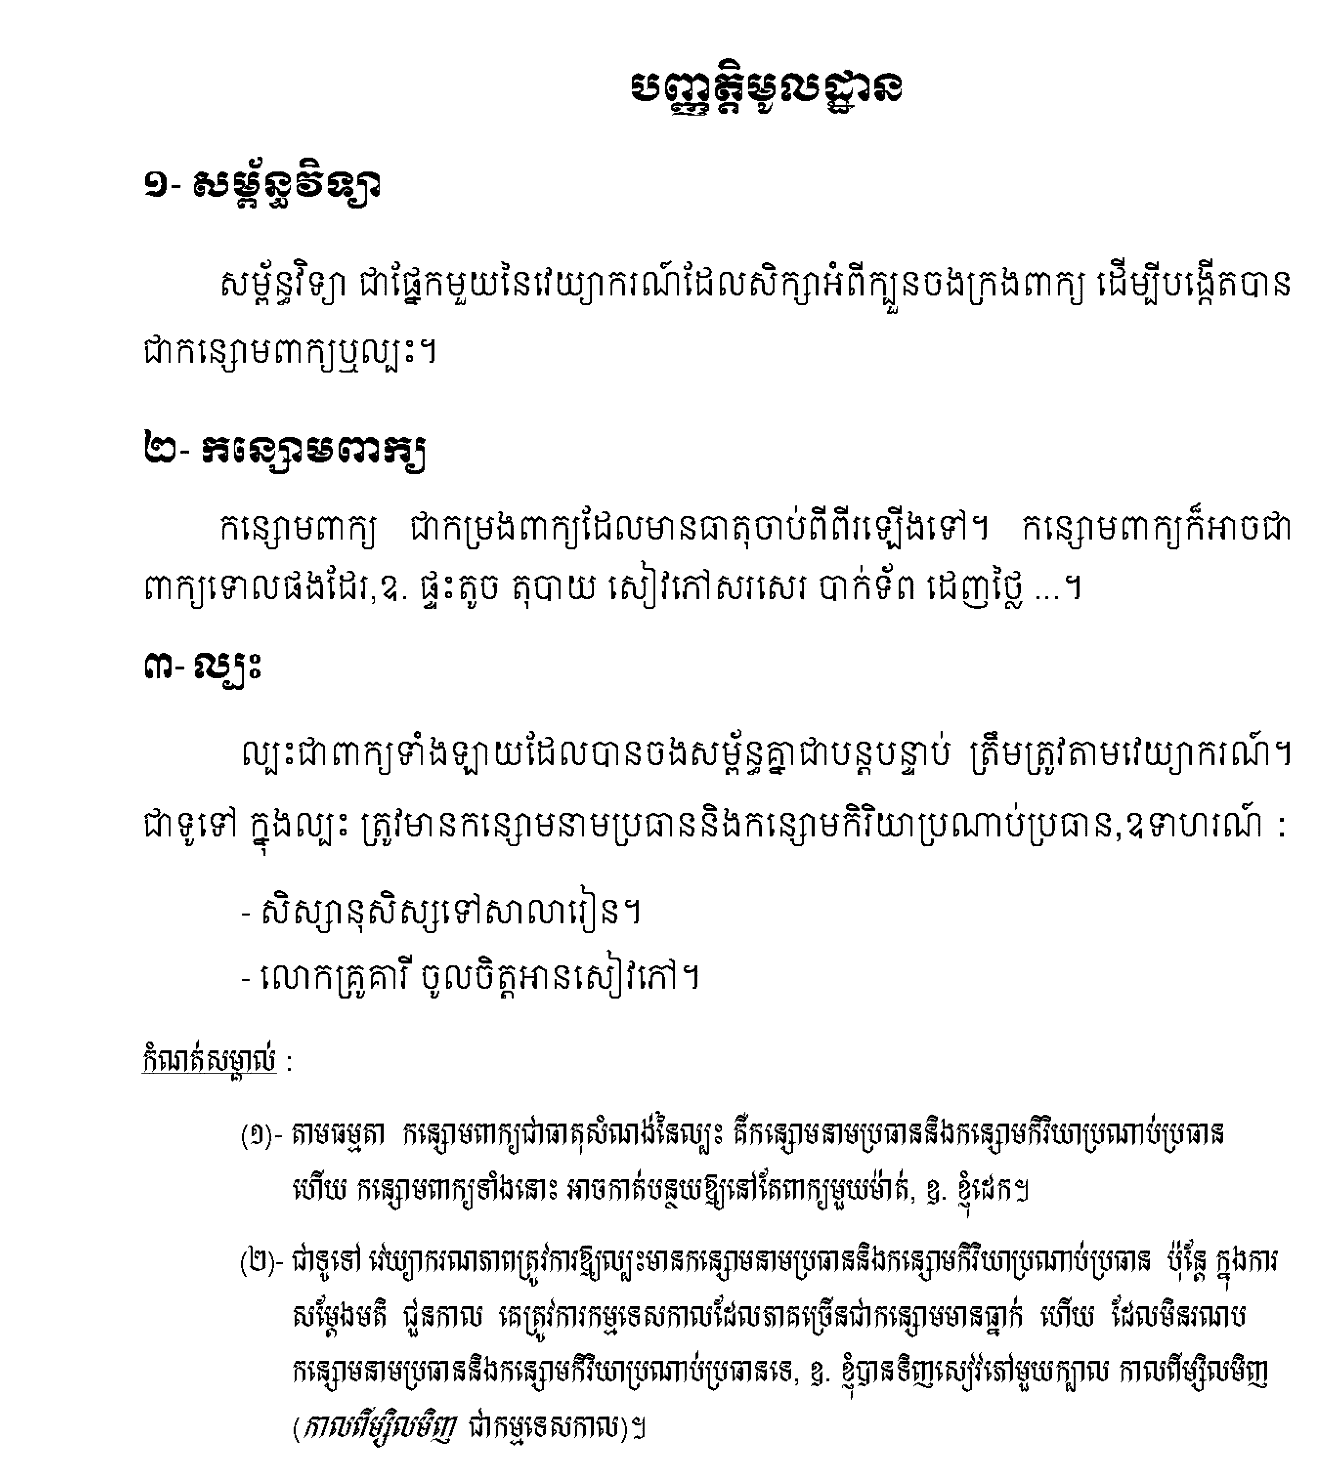 បញ្ញត្តិមូលដ្ឋាន
១- សម្ព័ន្ធវិទ្យា
សម្ព័ន្ធវិទ្យា ជាផ្នែកមួយនៃវេយ្យាករណ៍ដែលសិក្សាអំពីក្បួនចងក្រងពាក្យ ដើម្បីបង្កើតបាន
ជាកន្សោមពាក្យឬល្បះ។
២- កន្សោមពាក្យ
កន្សោមពាក្យ ជាកម្រងពាក្យដែលមានធាតុចាប់ពីពីរឡើងទៅ។ កន្សោមពាក្យក៏អាចជា
ពាក្យទោលផងដែរ,ឧ. ផ្ទះតូច តុបាយ សៀវភៅសរសេរ បាក់ទ័ព ដេញថ្លៃ ...។
៣- ល្បះ
ល្បះជាពាក្យទាំងឡាយដែលបានចងសម្ព័ន្ធគ្នាជាបន្តបន្ទាប់ ត្រឹមត្រូវតាមវេយ្យាករណ៍។
ជាទូទៅ ក្នុងល្បះ ត្រូវមានកន្សោមនាមប្រធាននិងកន្សោមកិរិយាប្រណាប់ប្រធាន,ឧទាហរណ៍ :
- សិស្សានុសិស្សទៅសាលារៀន។
- លោកគ្រូគារី ចូលចិត្តអានសៀវភៅ។
កំណត់សម្គាល់ :
(១)- តាមធម្មតា កន្សោមពាក្យជាធាតុសំណង់នៃល្បះ គឺកន្សោមនាមប្រធាននិងកន្សោមកិរិយាប្រណាប់ប្រធាន
ហើយ កន្សោមពាក្យទាំងនោះ អាចកាត់បន្ថយឱ្យនៅតែពាក្យមួយម៉ាត់, ឧ. ខ្ញុំដេក។
(២)- ជាទូទៅ វេយ្យាករណភាពត្រូវការឱ្យល្បះមានកន្សោមនាមប្រធាននិងកន្សោមកិរិយាប្រណាប់ប្រធាន ប៉ុន្តែ ក្នុងការ
សម្តែងមតិ ជួនកាល គេត្រូវការកម្មទេសកាលដែលភាគច្រើនជាកន្សោមមានធ្នាក់ ហើយ ដែលមិនរណប
កន្សោមនាមប្រធាននិងកន្សោមកិរិយាប្រណាប់ប្រធានទេ, ឧ. ខ្ញុំបានទិញសៀវភៅមួយក្បាល កាលពីម្សិលមិញ
(កាលពីម្សិលមិញ ជាកម្មទេសកាល)។